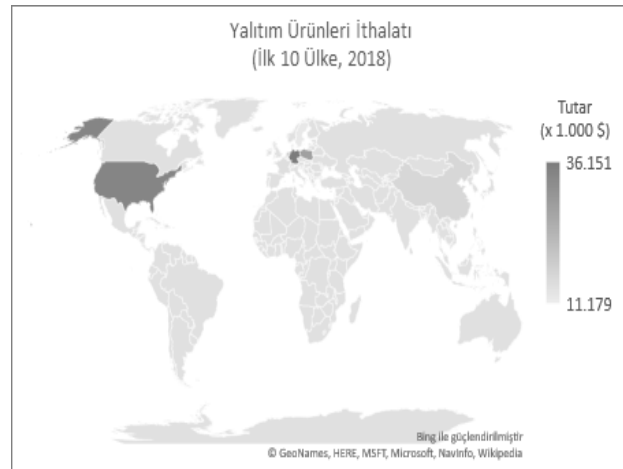 Yalıtım Ürünleri İthalatı
(İlk 10 Ülke, 2018)
Tutar
(x 1.000 $)
36.151
11.179
Bing ile güçlendirilmiştir
© GeoNames, HERE, MSFT, Microsoft, NavInfo, Wikipedia